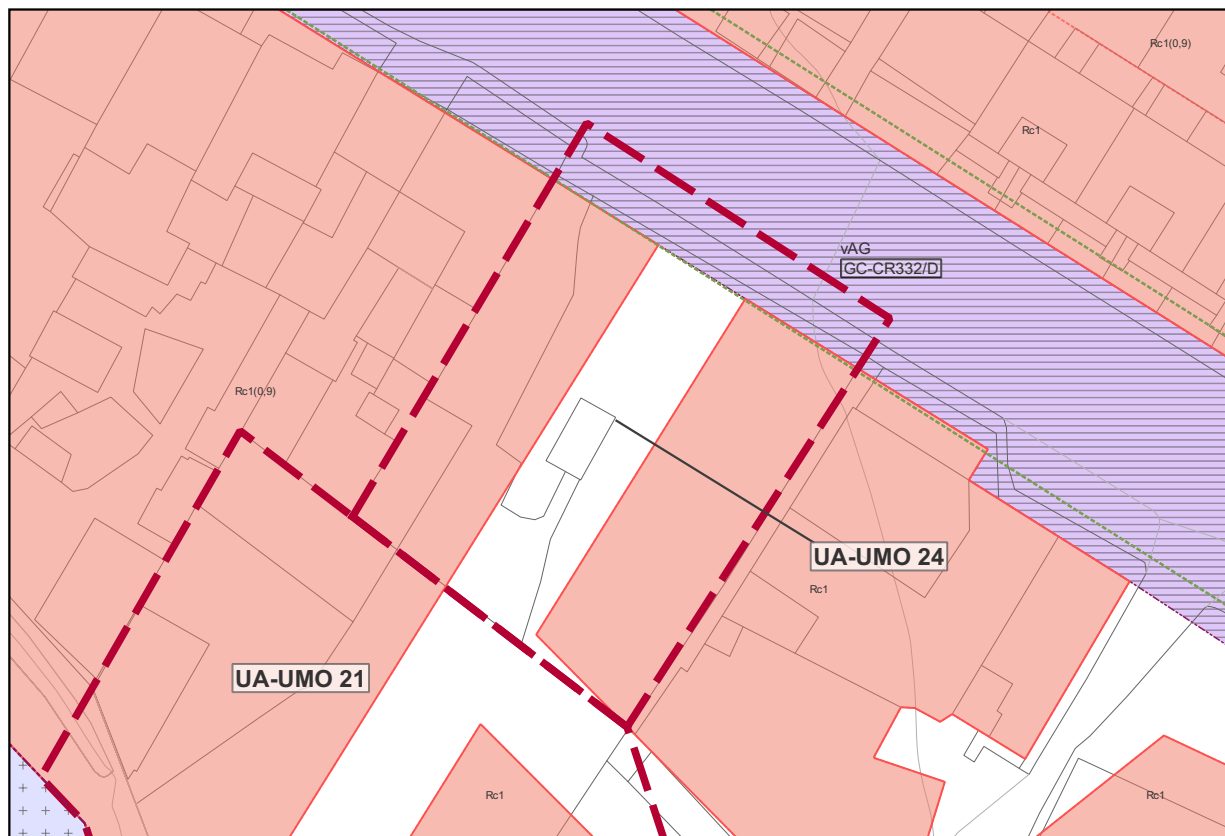 Rc1(0,9)
Rc1
vAG
GC-CR332/D
Rc1(0,9)
UA-UMO 24
Rc1
UA-UMO 21
Rc1
Rc1